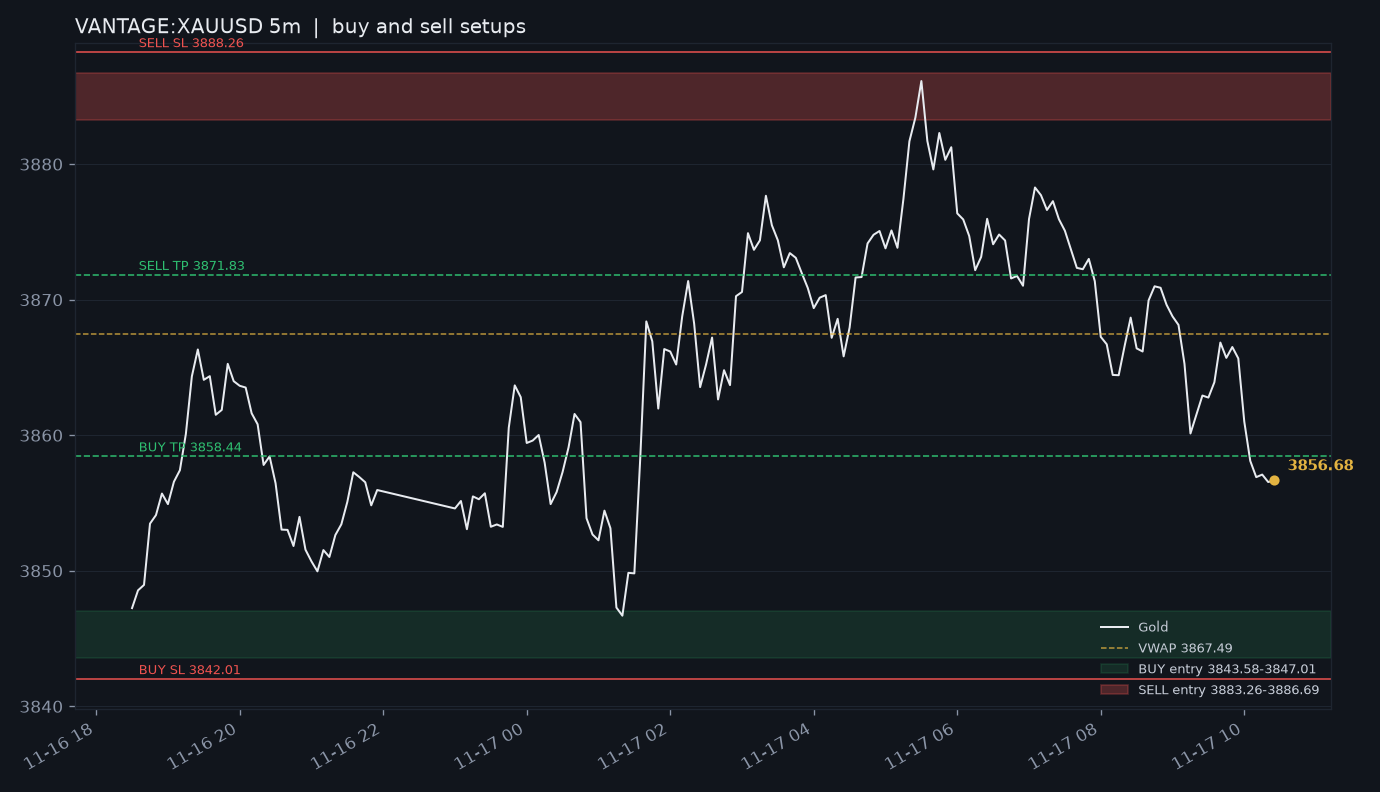 VANTAGE:XAUUSD 5m | buy and sell setups
SELL SL 3888.26
3880
SELL TP 3871.83
3870
3860
BUY TP 3858.44
3856.68
3850
BUY SL 3842.01
3840
Gold
VWAP 3867.49
BUY entry 3843.58-3847.01
SELL entry 3883.26-3886.69
11-16 18
11-16 20
11-16 22
11-17 00
11-17 02
11-17 04
11-17 06
11-17 08
11-17 10